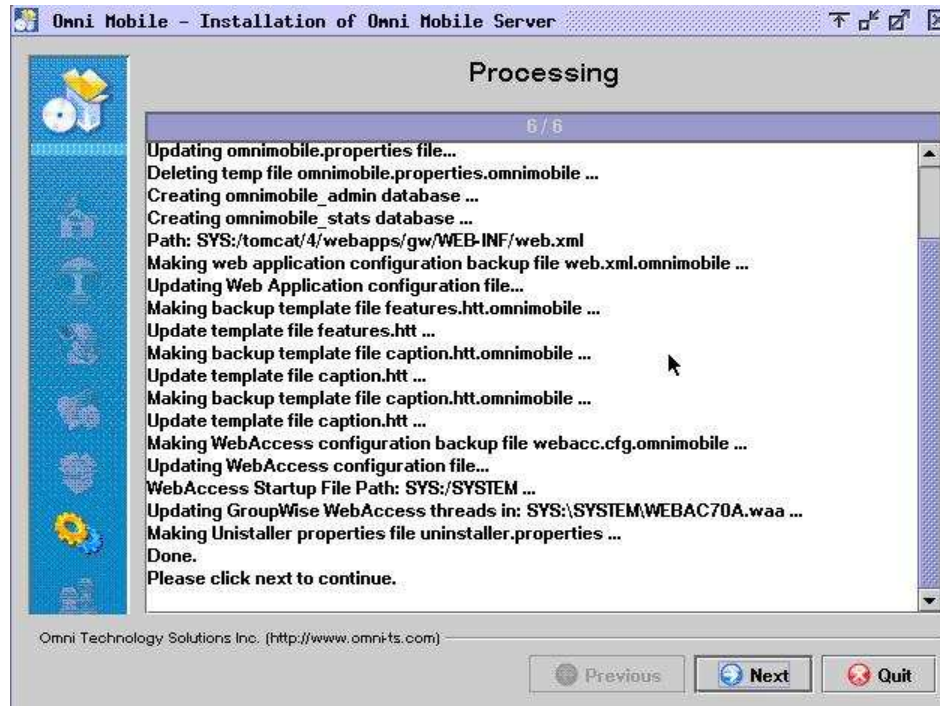 Omni Mobile - Installation of Omni Mobile Server
Processing
6 / 6
Updating omnimobile.properties file...
Deleting temp file omnimobile.properties.omnimobile ...
Creating omnimobile_admin database ...
Creating omnimobile_stats database ...
Path: SYS:/tomcat/4/webapps/gw/WEB-INF/web.xml
Making web application configuration backup file web.xml.omnimobile ...
Updating Web Application configuration file...
Making backup template file features.htt.omnimobile ...
Update template file features.htt ...
Making backup template file caption.htt.omnimobile ...
Update template file caption.htt ...
Making backup template file caption.htt.omnimobile ...
Update template file caption.htt ...
Making WebAccess configuration backup file webacc.cfg.omnimobile ...
Updating WebAccess configuration file...
WebAccess Startup File Path: SYS:/SYSTEM ...
Updating GroupWise WebAccess threads in: SYS:\SYSTEM\WEBAC70A.waa ...
Making Unistaller properties file uninstaller.properties ...
Done.
Please click next to continue.
Omni Technology Solutions Inc. (http://www.omni-ts.com)
Previous Next Quit